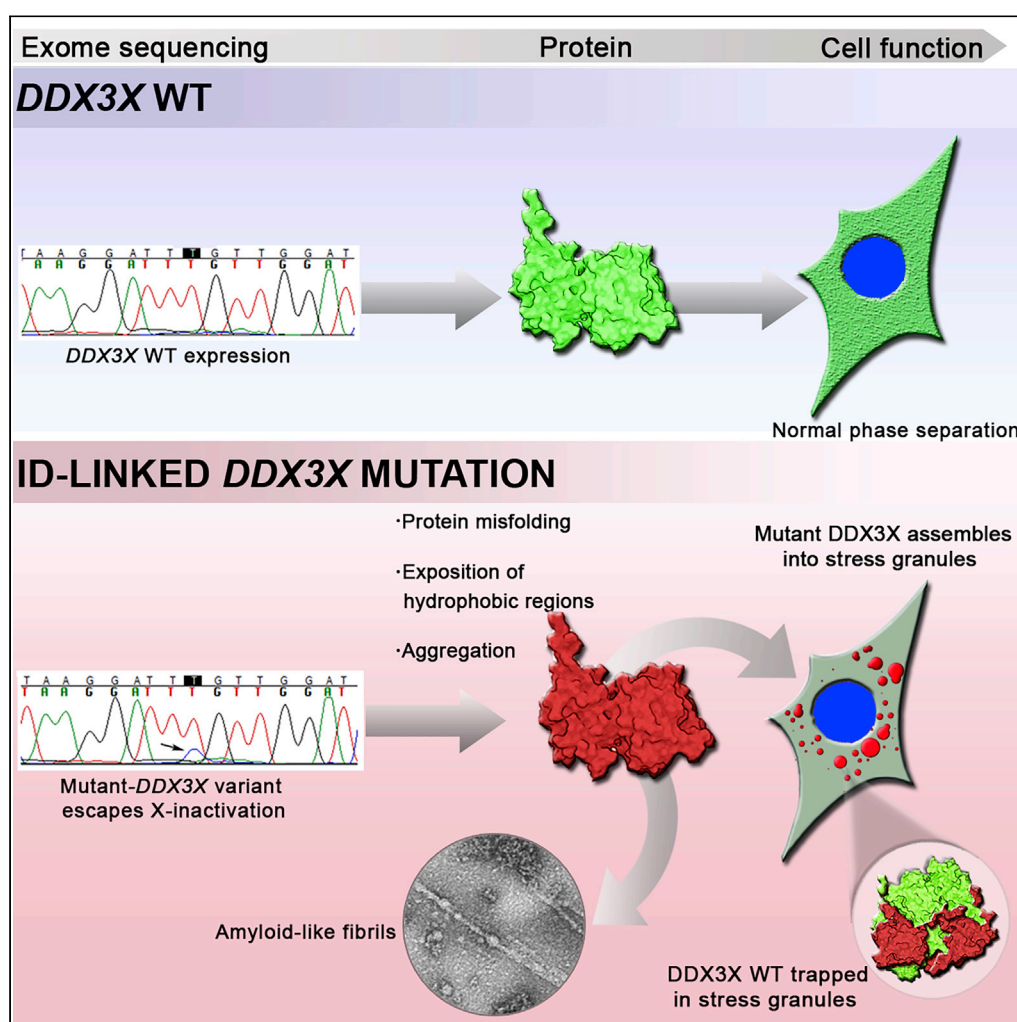 Exome sequencing Protein Cell function
DDX3X WT
T A A G G A T T T G T T G G A T
A A G G A T T T G T T G G A T
DDX3X WT expression
Normal phase separation
ID-LINKED DDX3X MUTATION
·Protein misfolding
·Exposition of
hydrophobic regions
·Aggregation
Mutant DDX3X assembles
into stress granules
T A A G G A T T T G T T G G A T
T A A G G A T T T G T T G G A T
Mutant-DDX3X variant
escapes X-inactivation
Amyloid-like fibrils
DDX3X WT trapped
in stress granules